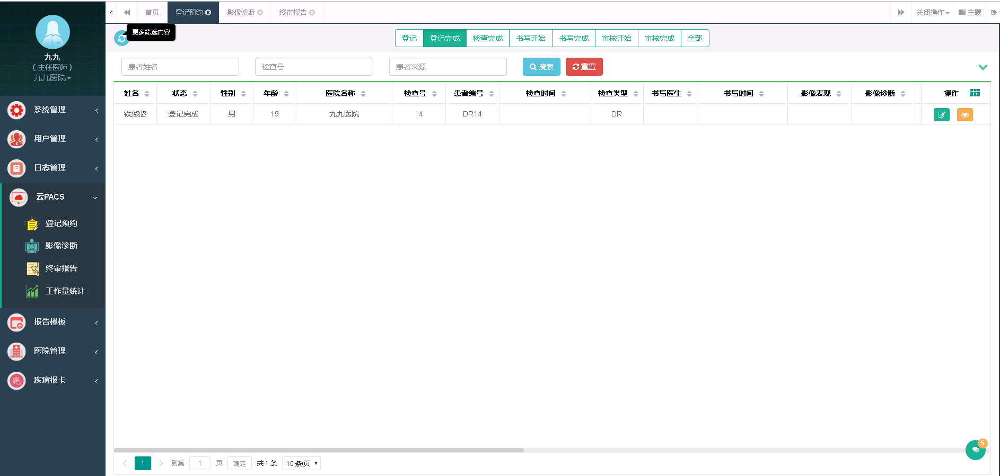 首页
登记预约
影像诊断
终审报告
关闭操作
主题
九九
（主任医师）
九九医院
更多筛选内容
登记
登记完成
检查完成
书写开始
书写完成
审核开始
审核完成
全部
患者姓名
检查号
患者来源
搜索
重置
姓名 状态 性别 年龄 医院名称 检查号 患者编号 检查时间 检查类型 书写医生 书写时间 影像表现 影像诊断 操作
铁憨憨 登记完成 男 19 九九医院 14 DR14 DR
系统管理
用户管理
日志管理
云PACS
登记预约
影像诊断
终审报告
工作量统计
报告模板
医院管理
疾病报卡
5
1 到第 1 页 确定 共 1 条 10 条/页